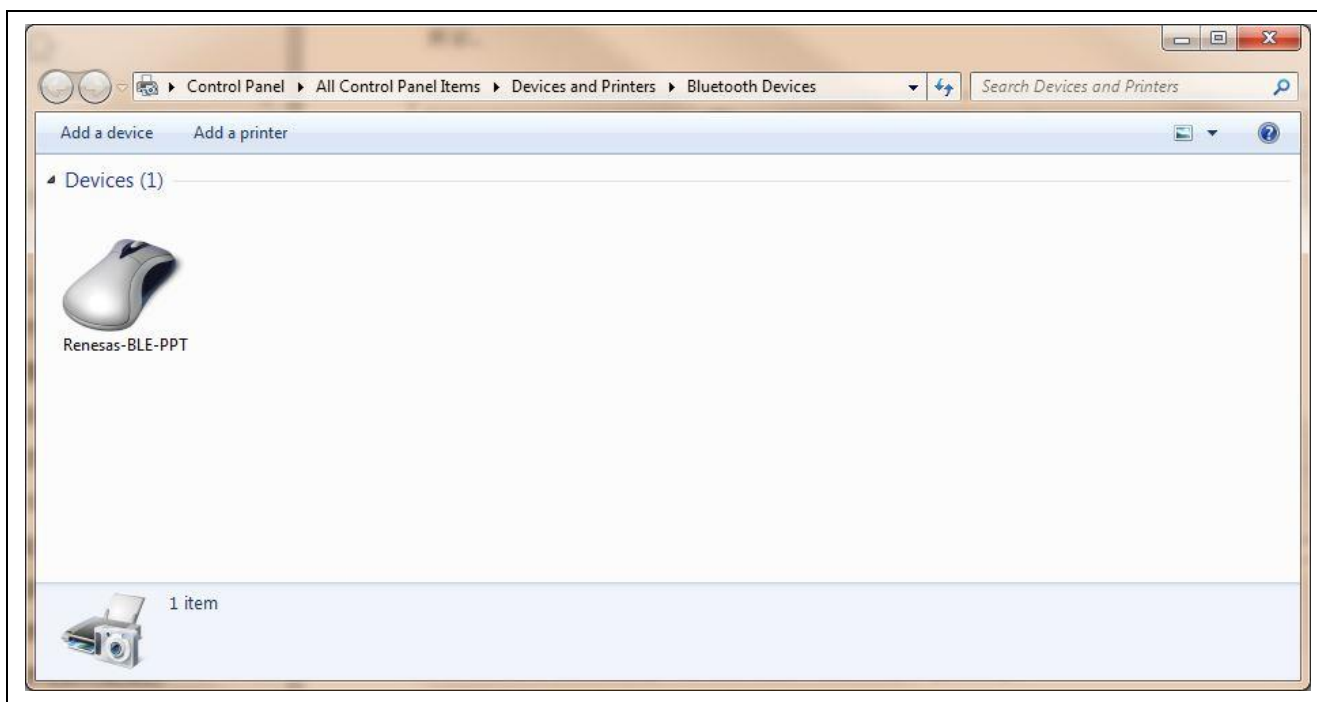 Control Panel ▸ All Control Panel Items ▸ Devices and Printers ▸ Bluetooth Devices
Search Devices and Printers
Add a device Add a printer
Devices (1)
Renesas-BLE-PPT
1 item